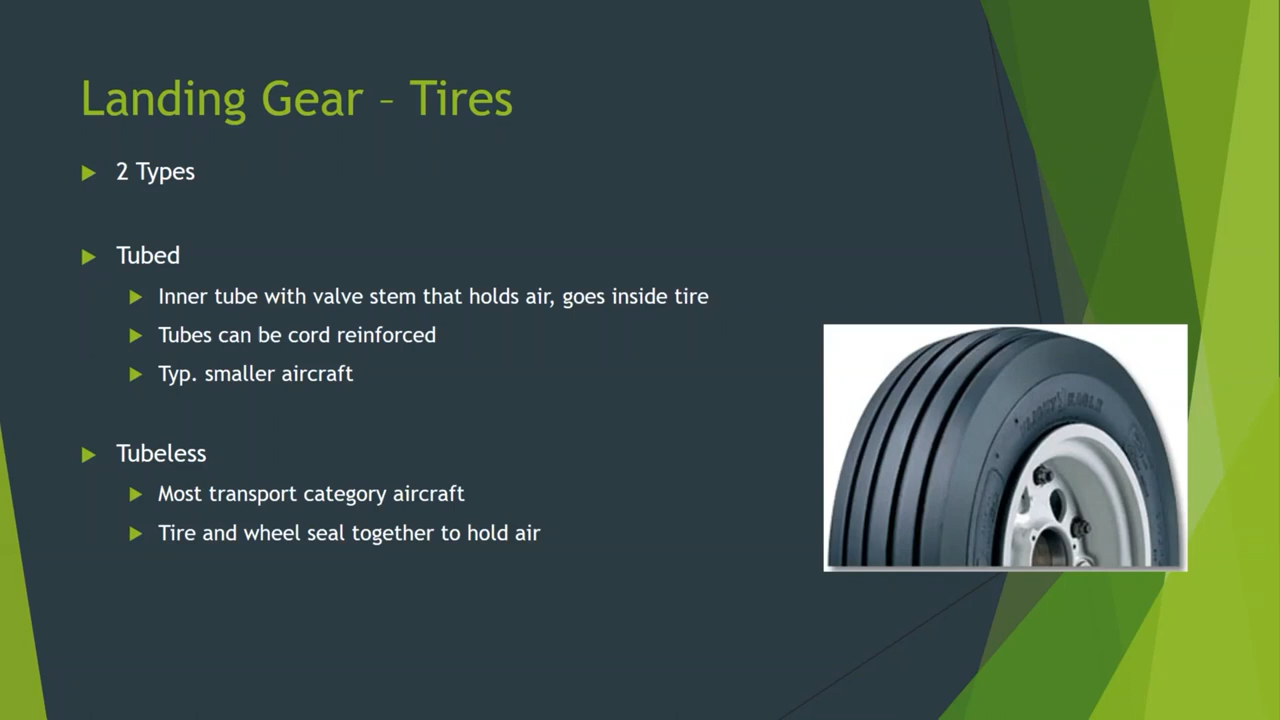 Landing Gear – Tires
2 Types
Tubed
Inner tube with valve stem that holds air, goes inside tire
Tubes can be cord reinforced
Typ. smaller aircraft
Tubeless
Most transport category aircraft
Tire and wheel seal together to hold air
EAGLE